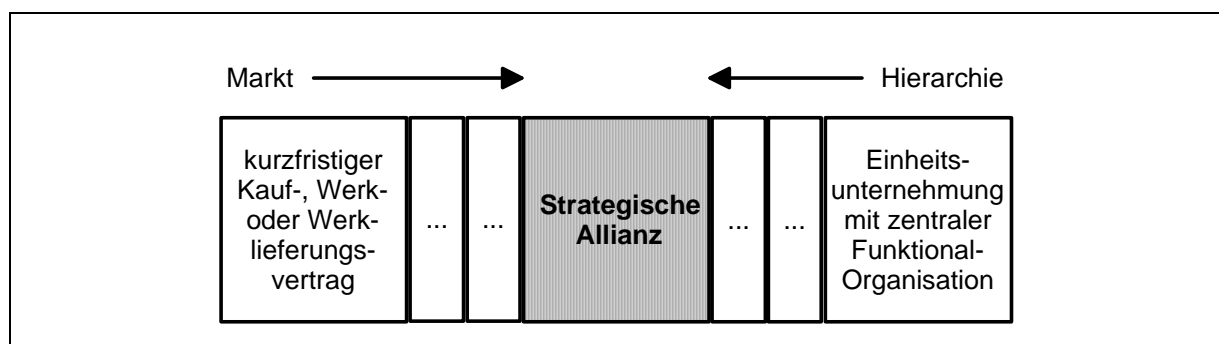 Markt
Hierarchie
kurzfristiger
Kauf-, Werk-
oder Werk-
lieferungs-
vertrag
...
...
Strategische
Allianz
...
...
Einheits-
unternehmung
mit zentraler
Funktional-
Organisation